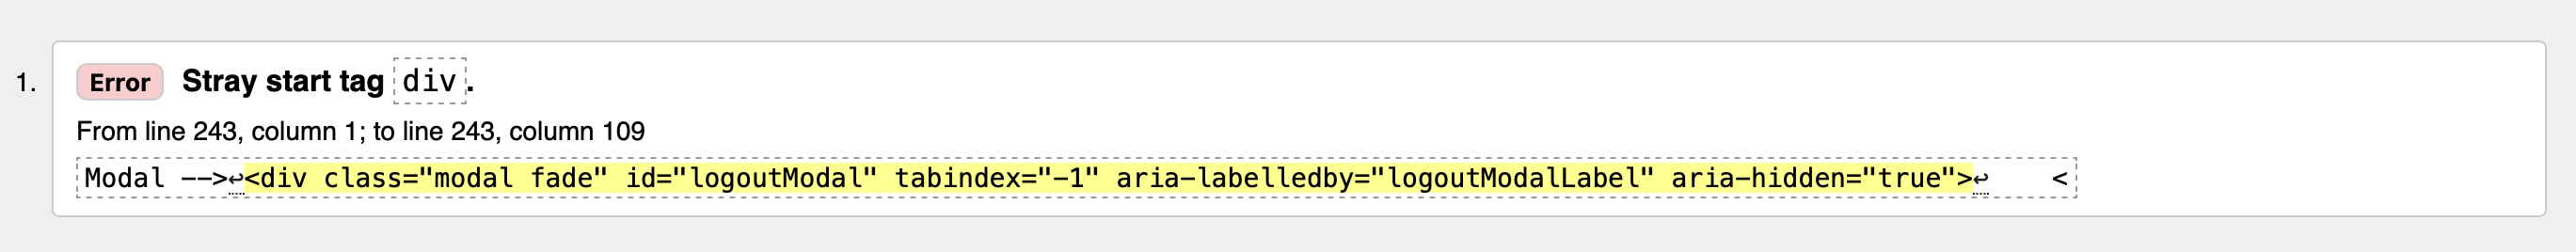 1. Error Stray start tag div.
From line 243, column 1; to line 243, column 109
Modal -->↩<div class="modal fade" id="logoutModal" tabindex="-1" aria-labelledby="logoutModalLabel" aria-hidden="true">↩    <